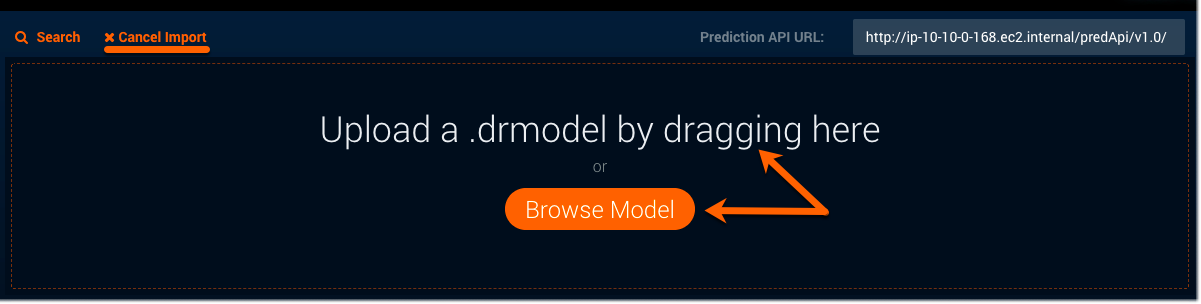 Search
Cancel Import
Prediction API URL:
http://ip-10-10-0-168.ec2.internal/predApi/v1.0/
Upload a .drmodel by dragging here
or
Browse Model